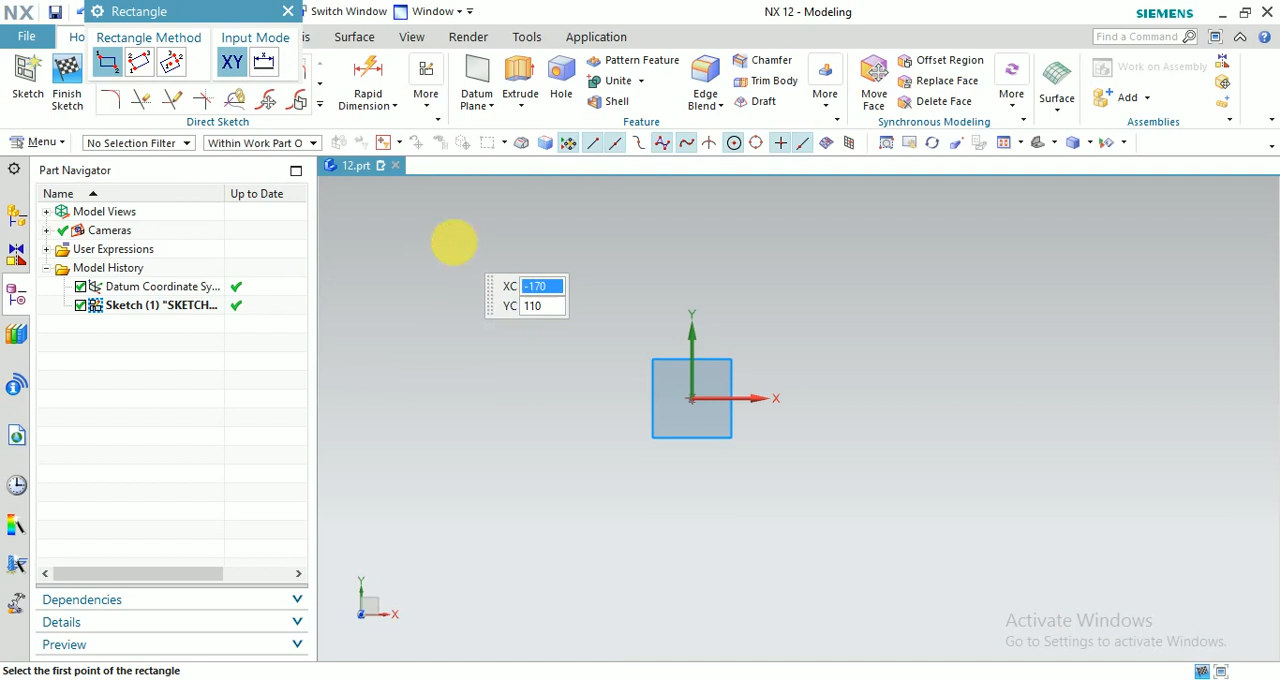 NX
Rectangle
Switch Window
Window
NX 12 - Modeling
SIEMENS
File
Ho
is
Surface
View
Render
Tools
Application
Find a Command
Rectangle Method
Input Mode
XY
Sketch
Finish Sketch
Direct Sketch
Rapid Dimension
More
Datum Plane
Extrude
Hole
Pattern Feature
Unite
Shell
Edge Blend
Chamfer
Trim Body
Draft
More
Feature
Move Face
Offset Region
Replace Face
Delete Face
More
Synchronous Modeling
Surface
Work on Assembly
Add
Assemblies
Menu
No Selection Filter
Within Work Part O
Part Navigator
12.prt
Name
Up to Date
Model Views
Cameras
User Expressions
Model History
Datum Coordinate Sy...
Sketch (1) "SKETCH...
XC -170
YC 110
Y
X
Y
X
Dependencies
Details
Preview
Activate Windows
Go to Settings to activate Windows.
Select the first point of the rectangle